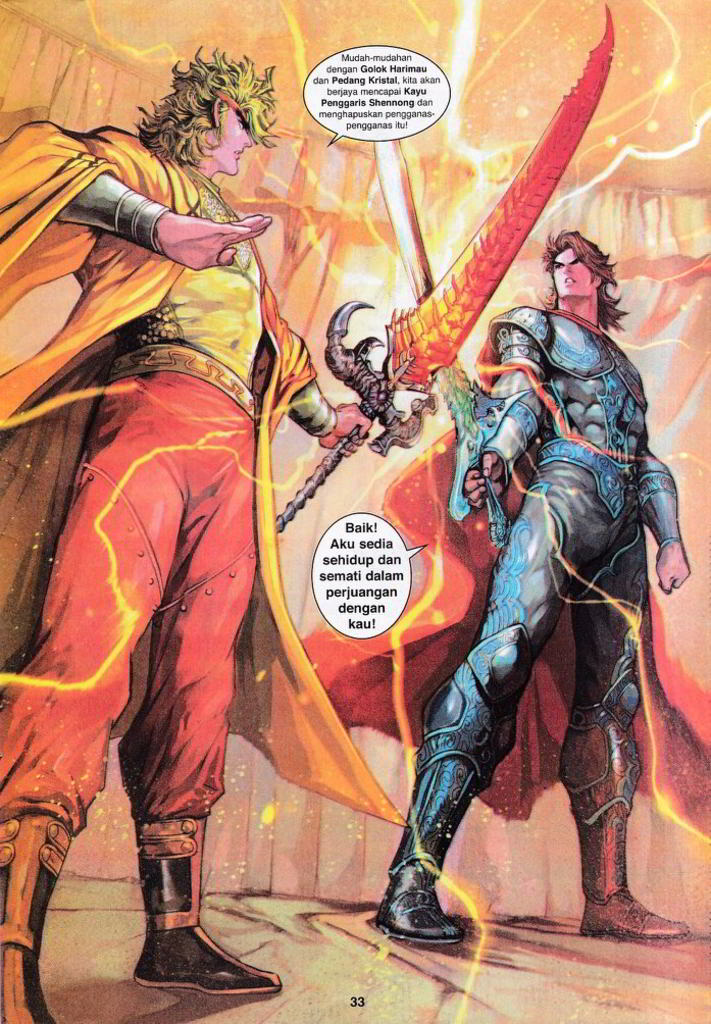 Mudah-mudahan
dengan Golok Harimau
dan Pedang Kristal, kita akan
berjaya mencapai Kayu
Penggaris Shennong dan
menghapuskan pengganas-
pengganas itu!
Baik!
Aku sedia
sehidup dan
semati dalam
perjuangan
dengan
kau!
33